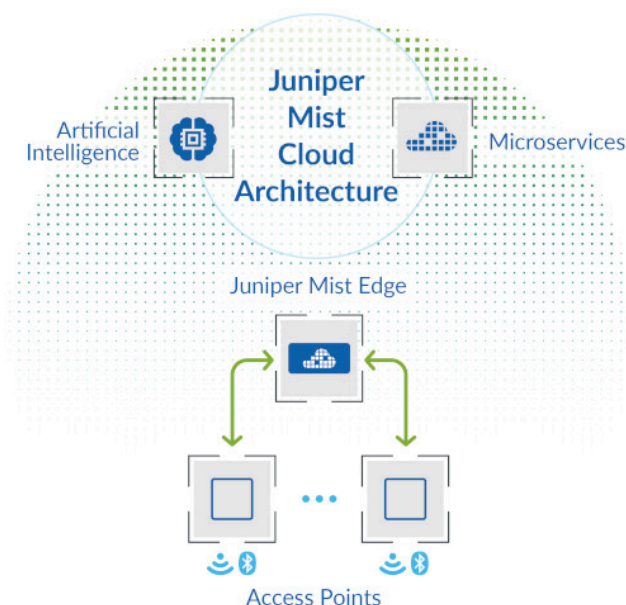 Juniper
Mist
Cloud
Architecture
Artificial
Intelligence
Microservices
Juniper Mist Edge
Access Points